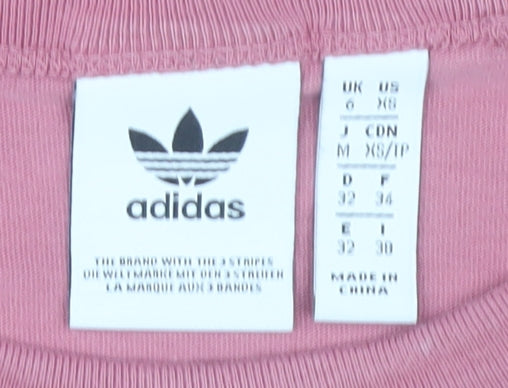 adidas
THE BRAND WITH THE 3 STRIPES
DIE WELTMARKE MIT DEN 3 STREIFEN
LA MARQUE AUX 3 BANDES
UK US
6 XS
J CDN
M XS/TP
D F
32 34
E I
32 38
MADE IN
CHINA